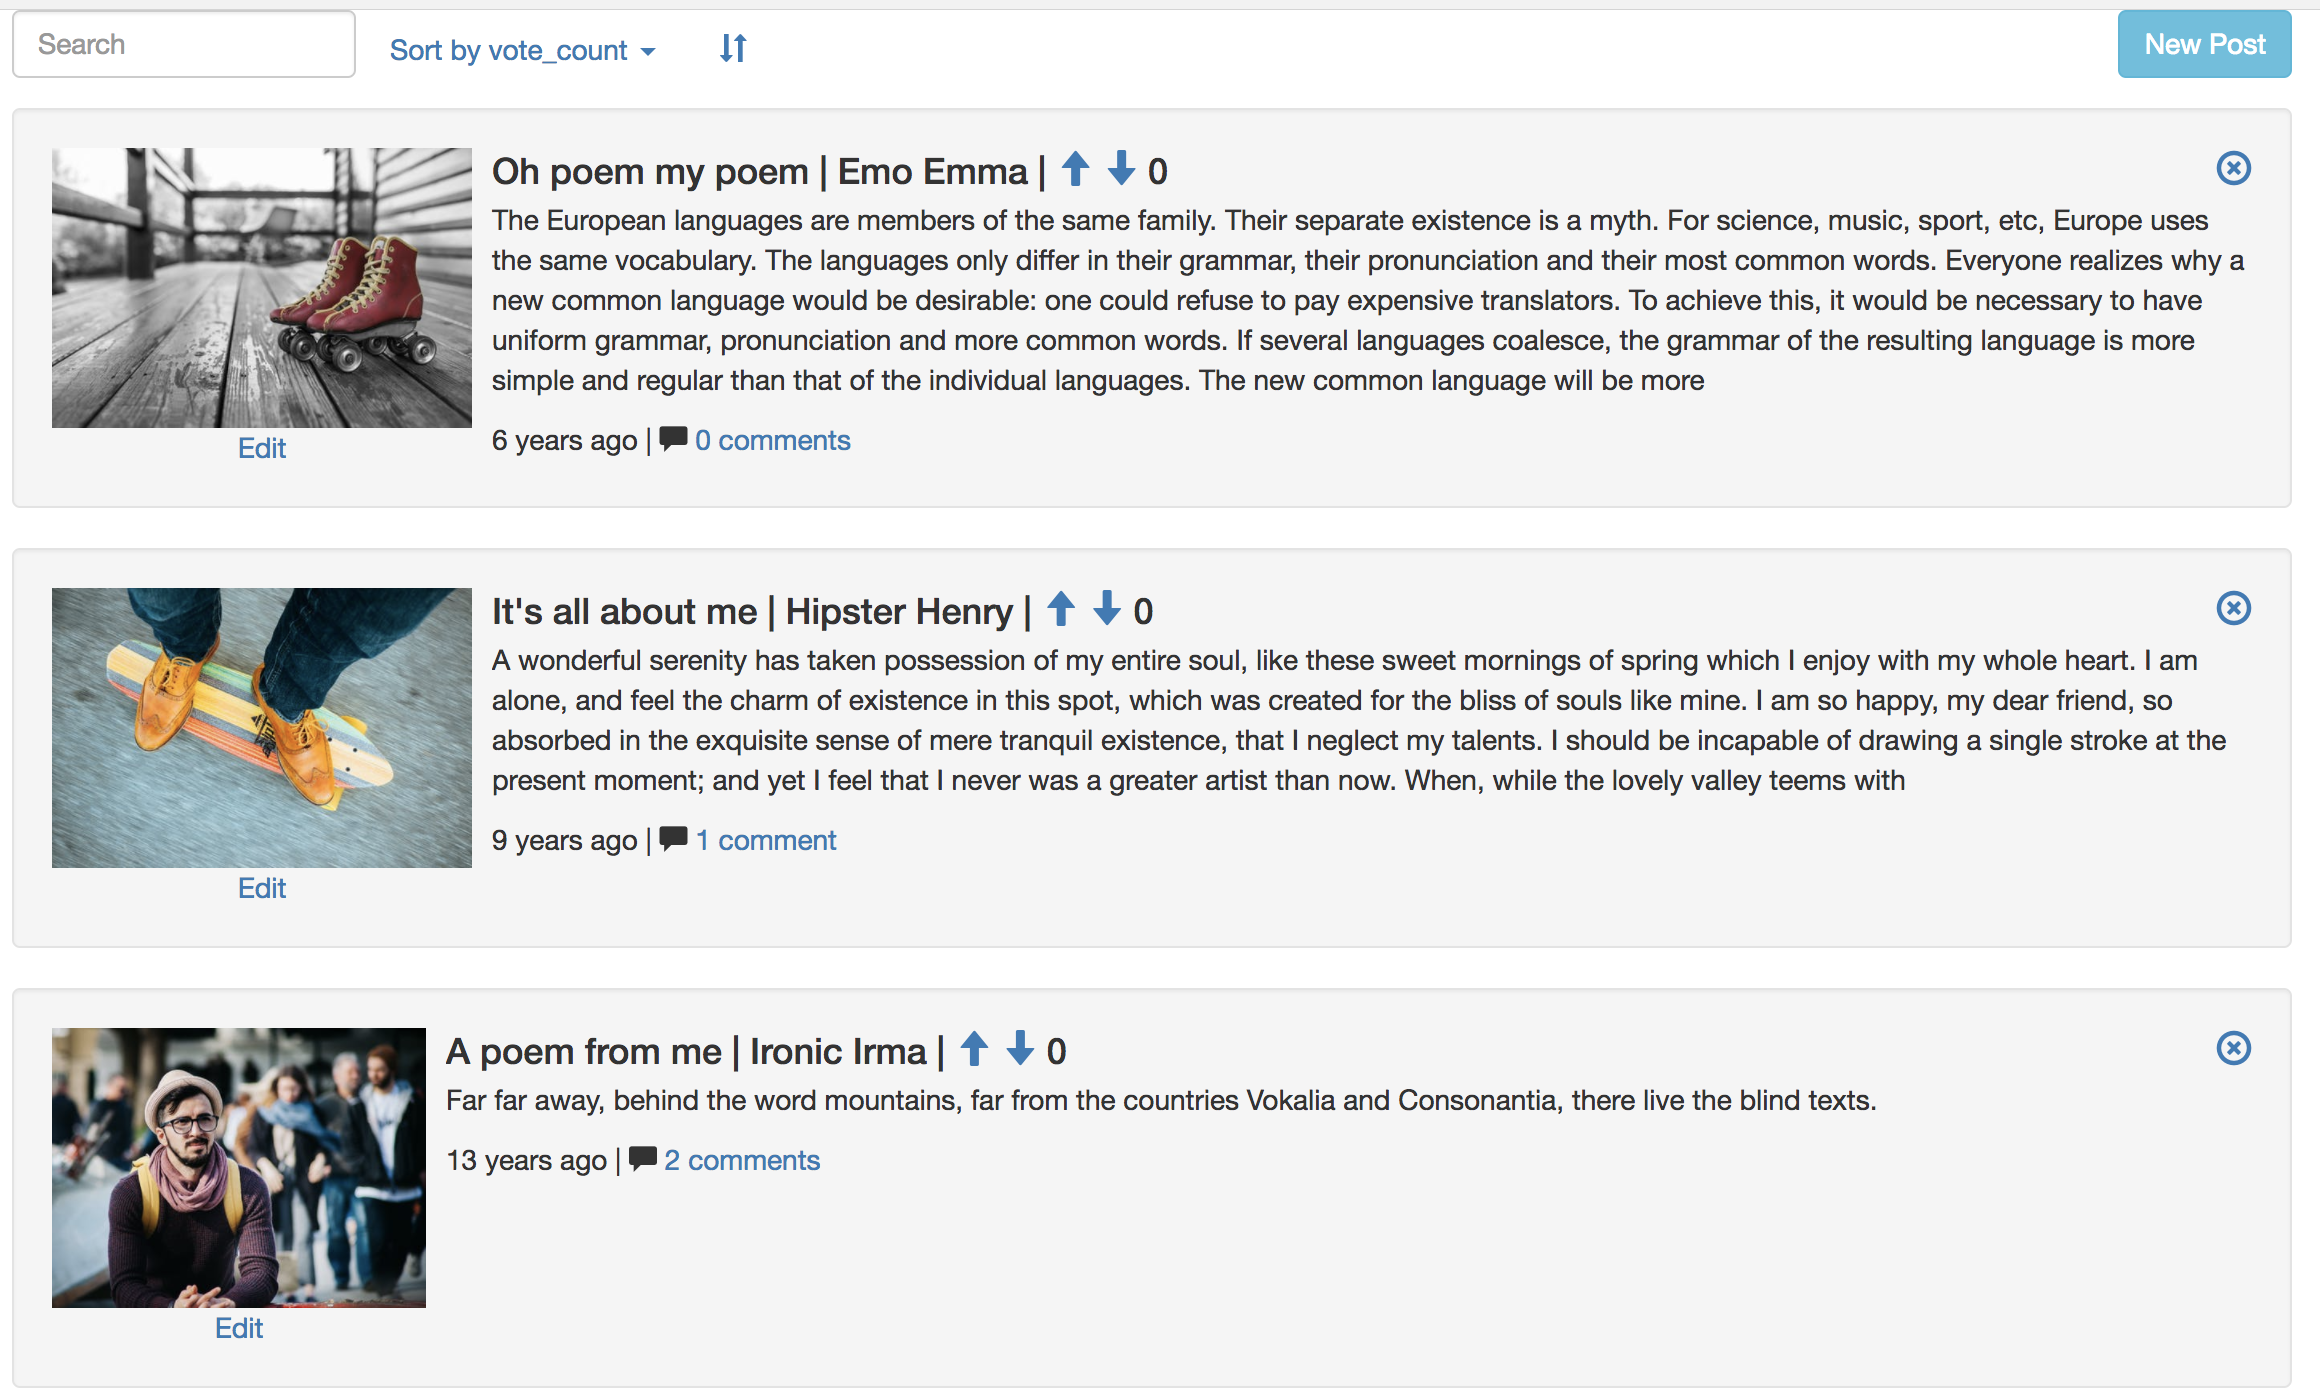 Search
Sort by vote_count
New Post
Oh poem my poem | Emo Emma | 0
The European languages are members of the same family. Their separate existence is a myth. For science, music, sport, etc, Europe uses
the same vocabulary. The languages only differ in their grammar, their pronunciation and their most common words. Everyone realizes why a
new common language would be desirable: one could refuse to pay expensive translators. To achieve this, it would be necessary to have
uniform grammar, pronunciation and more common words. If several languages coalesce, the grammar of the resulting language is more
simple and regular than that of the individual languages. The new common language will be more
6 years ago | 0 comments
Edit
It's all about me | Hipster Henry | 0
A wonderful serenity has taken possession of my entire soul, like these sweet mornings of spring which I enjoy with my whole heart. I am
alone, and feel the charm of existence in this spot, which was created for the bliss of souls like mine. I am so happy, my dear friend, so
absorbed in the exquisite sense of mere tranquil existence, that I neglect my talents. I should be incapable of drawing a single stroke at the
present moment; and yet I feel that I never was a greater artist than now. When, while the lovely valley teems with
9 years ago | 1 comment
Edit
A poem from me | Ironic Irma | 0
Far far away, behind the word mountains, far from the countries Vokalia and Consonantia, there live the blind texts.
13 years ago | 2 comments
Edit